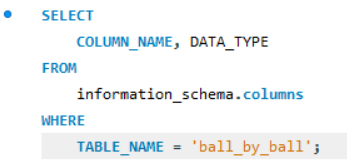 SELECT
COLUMN_NAME, DATA_TYPE
FROM
information_schema.columns
WHERE
TABLE_NAME = 'ball_by_ball';